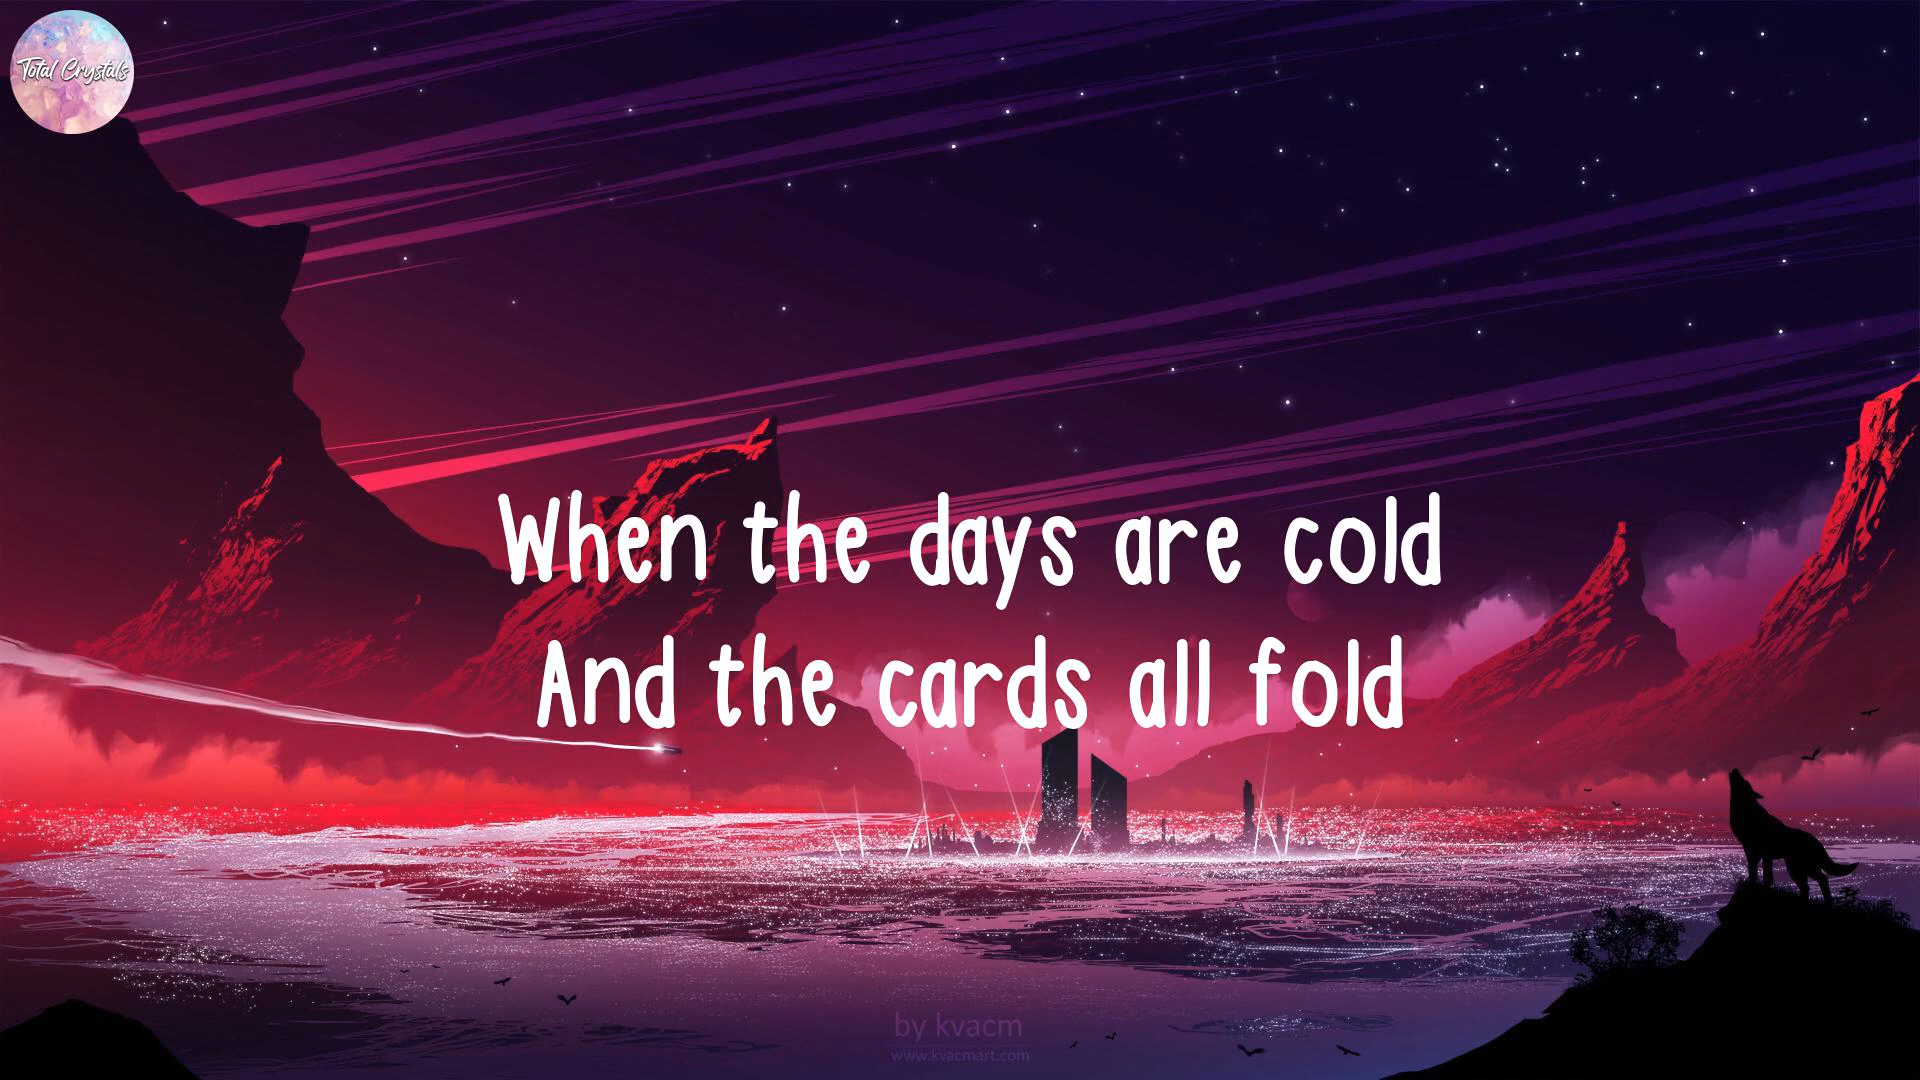 Total Crystals
When the days are cold
And the cards all fold
by kvacm
www.kvacmart.com